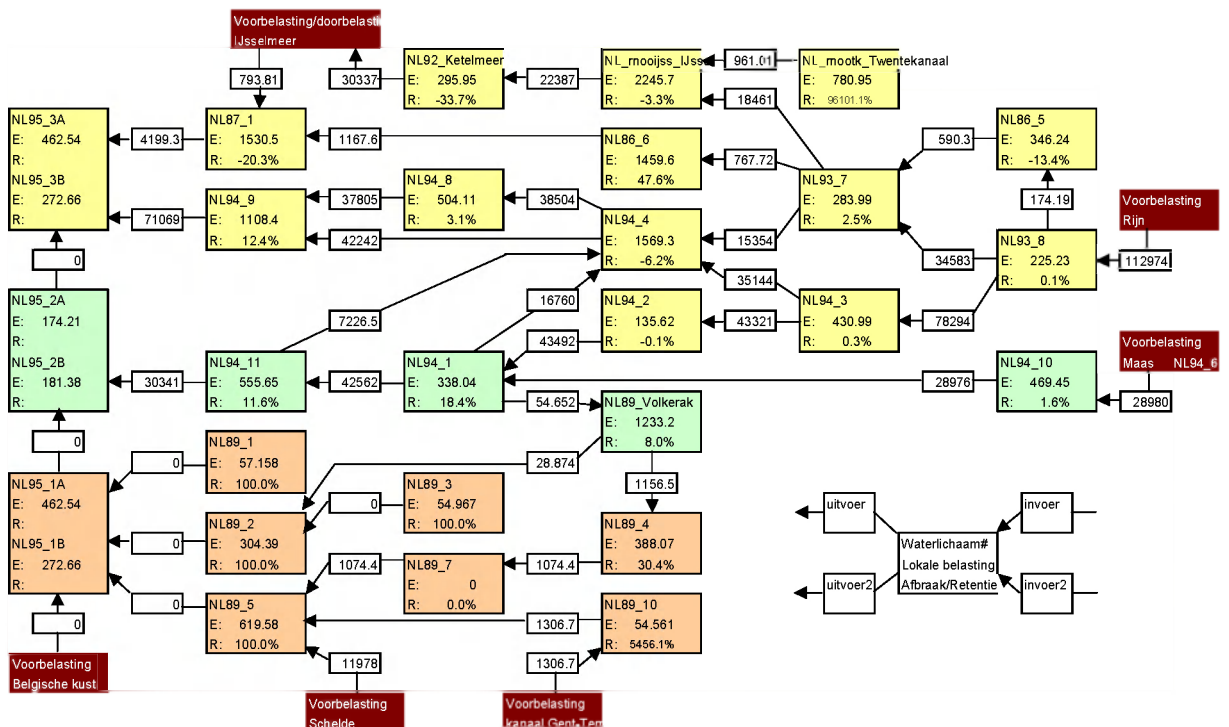 Voorbelasting/doorbelasti
IJsselmeer
793.81
30337
NL92_Ketelmeer
E: 295.95
R: -33.7%
22387
NL_mooijss_IJss
E: 2245.7
R: -3.3%
961.01
NL_mootk_Twentekanaal
E: 780.95
R: 96101.1%
18461
NL95_3A
E: 462.54
R:
NL95_3B
E: 272.66
R:
4199.3
NL87_1
E: 1530.5
R: -20.3%
1167.6
NL86_6
E: 1459.6
R: 47.6%
767.72
590.3
NL86_5
E: 346.24
R: -13.4%
NL93_7
E: 283.99
R: 2.5%
174.19
71069
NL94_9
E: 1108.4
R: 12.4%
37805
NL94_8
E: 504.11
R: 3.1%
38504
42242
NL94_4
E: 1569.3
R: -6.2%
15354
34583
NL93_8
E: 225.23
R: 0.1%
Voorbelasting
Rijn
112974
0
35144
NL95_2A
E: 174.21
R:
NL95_2B
E: 181.38
R:
7226.5
16760
NL94_2
E: 135.62
R: -0.1%
43321
NL94_3
E: 430.99
R: 0.3%
78294
43492
30341
NL94_11
E: 555.65
R: 11.6%
42562
NL94_1
E: 338.04
R: 18.4%
28976
NL94_10
E: 469.45
R: 1.6%
Voorbelasting
Maas NL94_6
28980
54.652
NL89_Volkerak
E: 1233.2
R: 8.0%
0
0
NL89_1
E: 57.158
R: 100.0%
28.874
1156.5
NL95_1A
E: 462.54
R:
NL95_1B
E: 272.66
R:
0
NL89_2
E: 304.39
R: 100.0%
0
NL89_3
E: 54.967
R: 100.0%
NL89_4
E: 388.07
R: 30.4%
1074.4
NL89_7
E: 0
R: 0.0%
1074.4
0
NL89_5
E: 619.58
R: 100.0%
1306.7
NL89_10
E: 54.561
R: 5456.1%
0
Voorbelasting
Belgische kust
11978
Voorbelasting
Schelde
1306.7
Voorbelasting
kanaal Gent-Tern
uitvoer
invoer
Waterlichaam#
Lokale belasting
Afbraak/Retentie
uitvoer2
invoer2